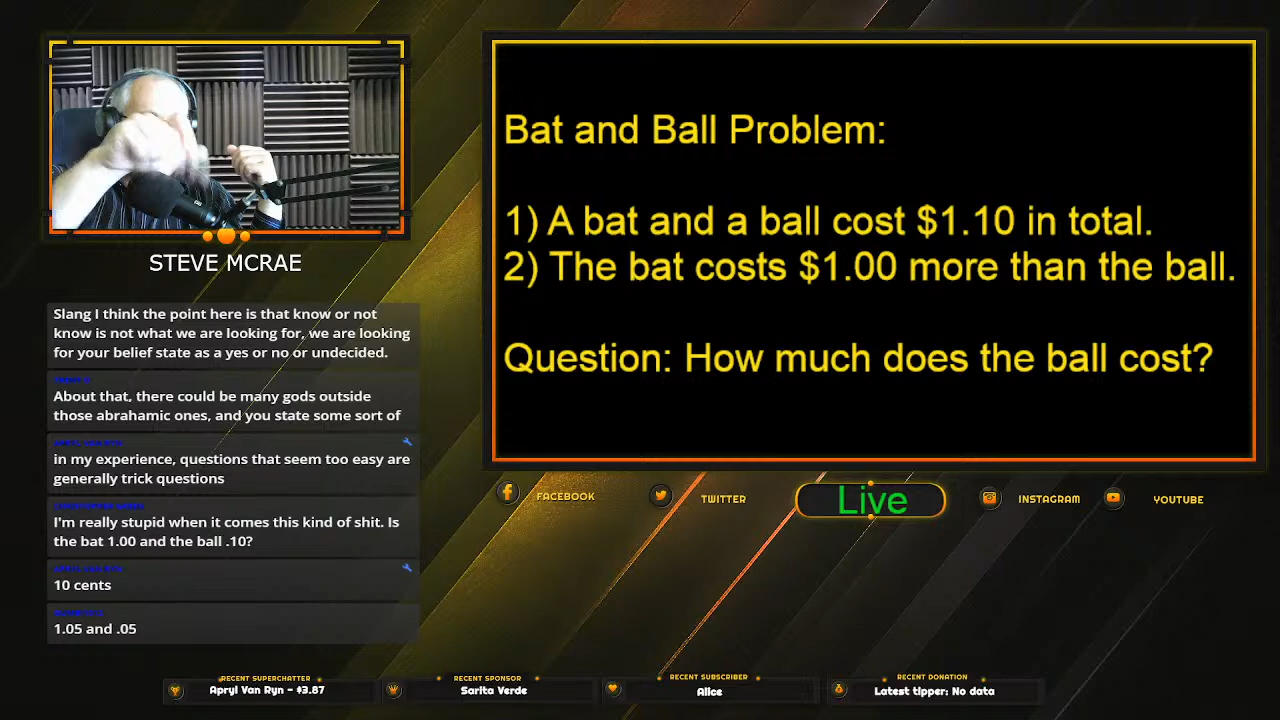 STEVE MCRAE
Slang I think the point here is that know or not
know is not what we are looking for, we are looking
for your belief state as a yes or no or undecided.
About that, there could be many gods outside
those abrahamic ones, and you state some sort of
in my experience, questions that seem too easy are
generally trick questions
I'm really stupid when it comes this kind of shit. Is
the bat 1.00 and the ball .10?
10 cents
1.05 and .05
Bat and Ball Problem:
1) A bat and a ball cost $1.10 in total.
2) The bat costs $1.00 more than the ball.
Question: How much does the ball cost?
FACEBOOK
TWITTER
Live
INSTAGRAM
YOUTUBE
RECENT SUPERCHATTER
Apryl Van Ryn - $3.87
RECENT SPONSOR
Sarita Verde
RECENT SUBSCRIBER
Alice
RECENT DONATION
Latest tipper: No data